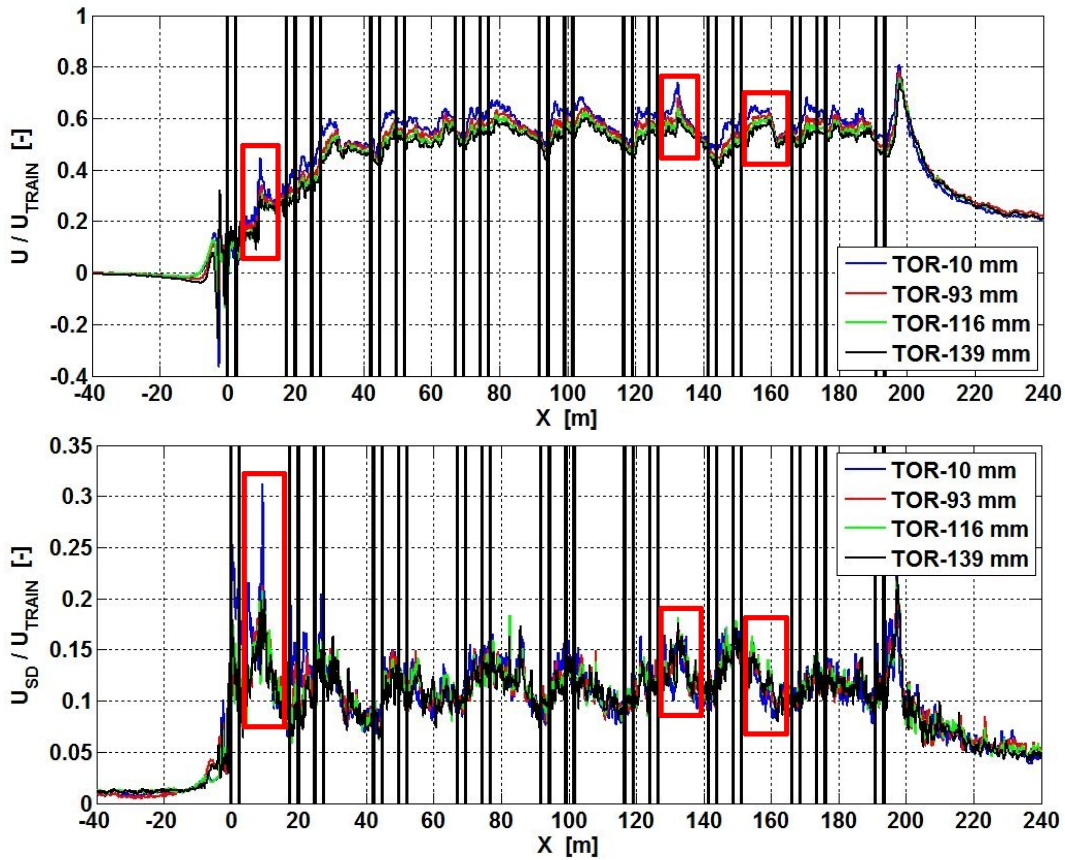 1
0.8
0.6
0.4
0.2
0
-0.2
-0.4
U / U_TRAIN [-]
TOR-10 mm
TOR-93 mm
TOR-116 mm
TOR-139 mm
-40 -20 0 20 40 60 80 100 120 140 160 180 200 220 240
X [m]
0.35
0.3
0.25
0.2
0.15
0.1
0.05
0
U_SD / U_TRAIN [-]
TOR-10 mm
TOR-93 mm
TOR-116 mm
TOR-139 mm
-40 -20 0 20 40 60 80 100 120 140 160 180 200 220 240
X [m]